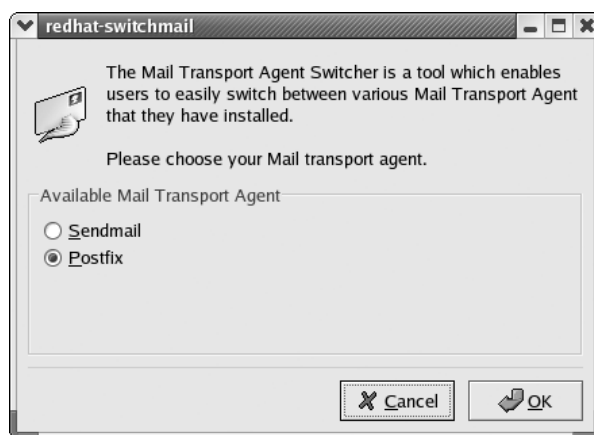 redhat-switchmail
The Mail Transport Agent Switcher is a tool which enables
users to easily switch between various Mail Transport Agent
that they have installed.
Please choose your Mail transport agent.
Available Mail Transport Agent
Sendmail
Postfix
Cancel
OK